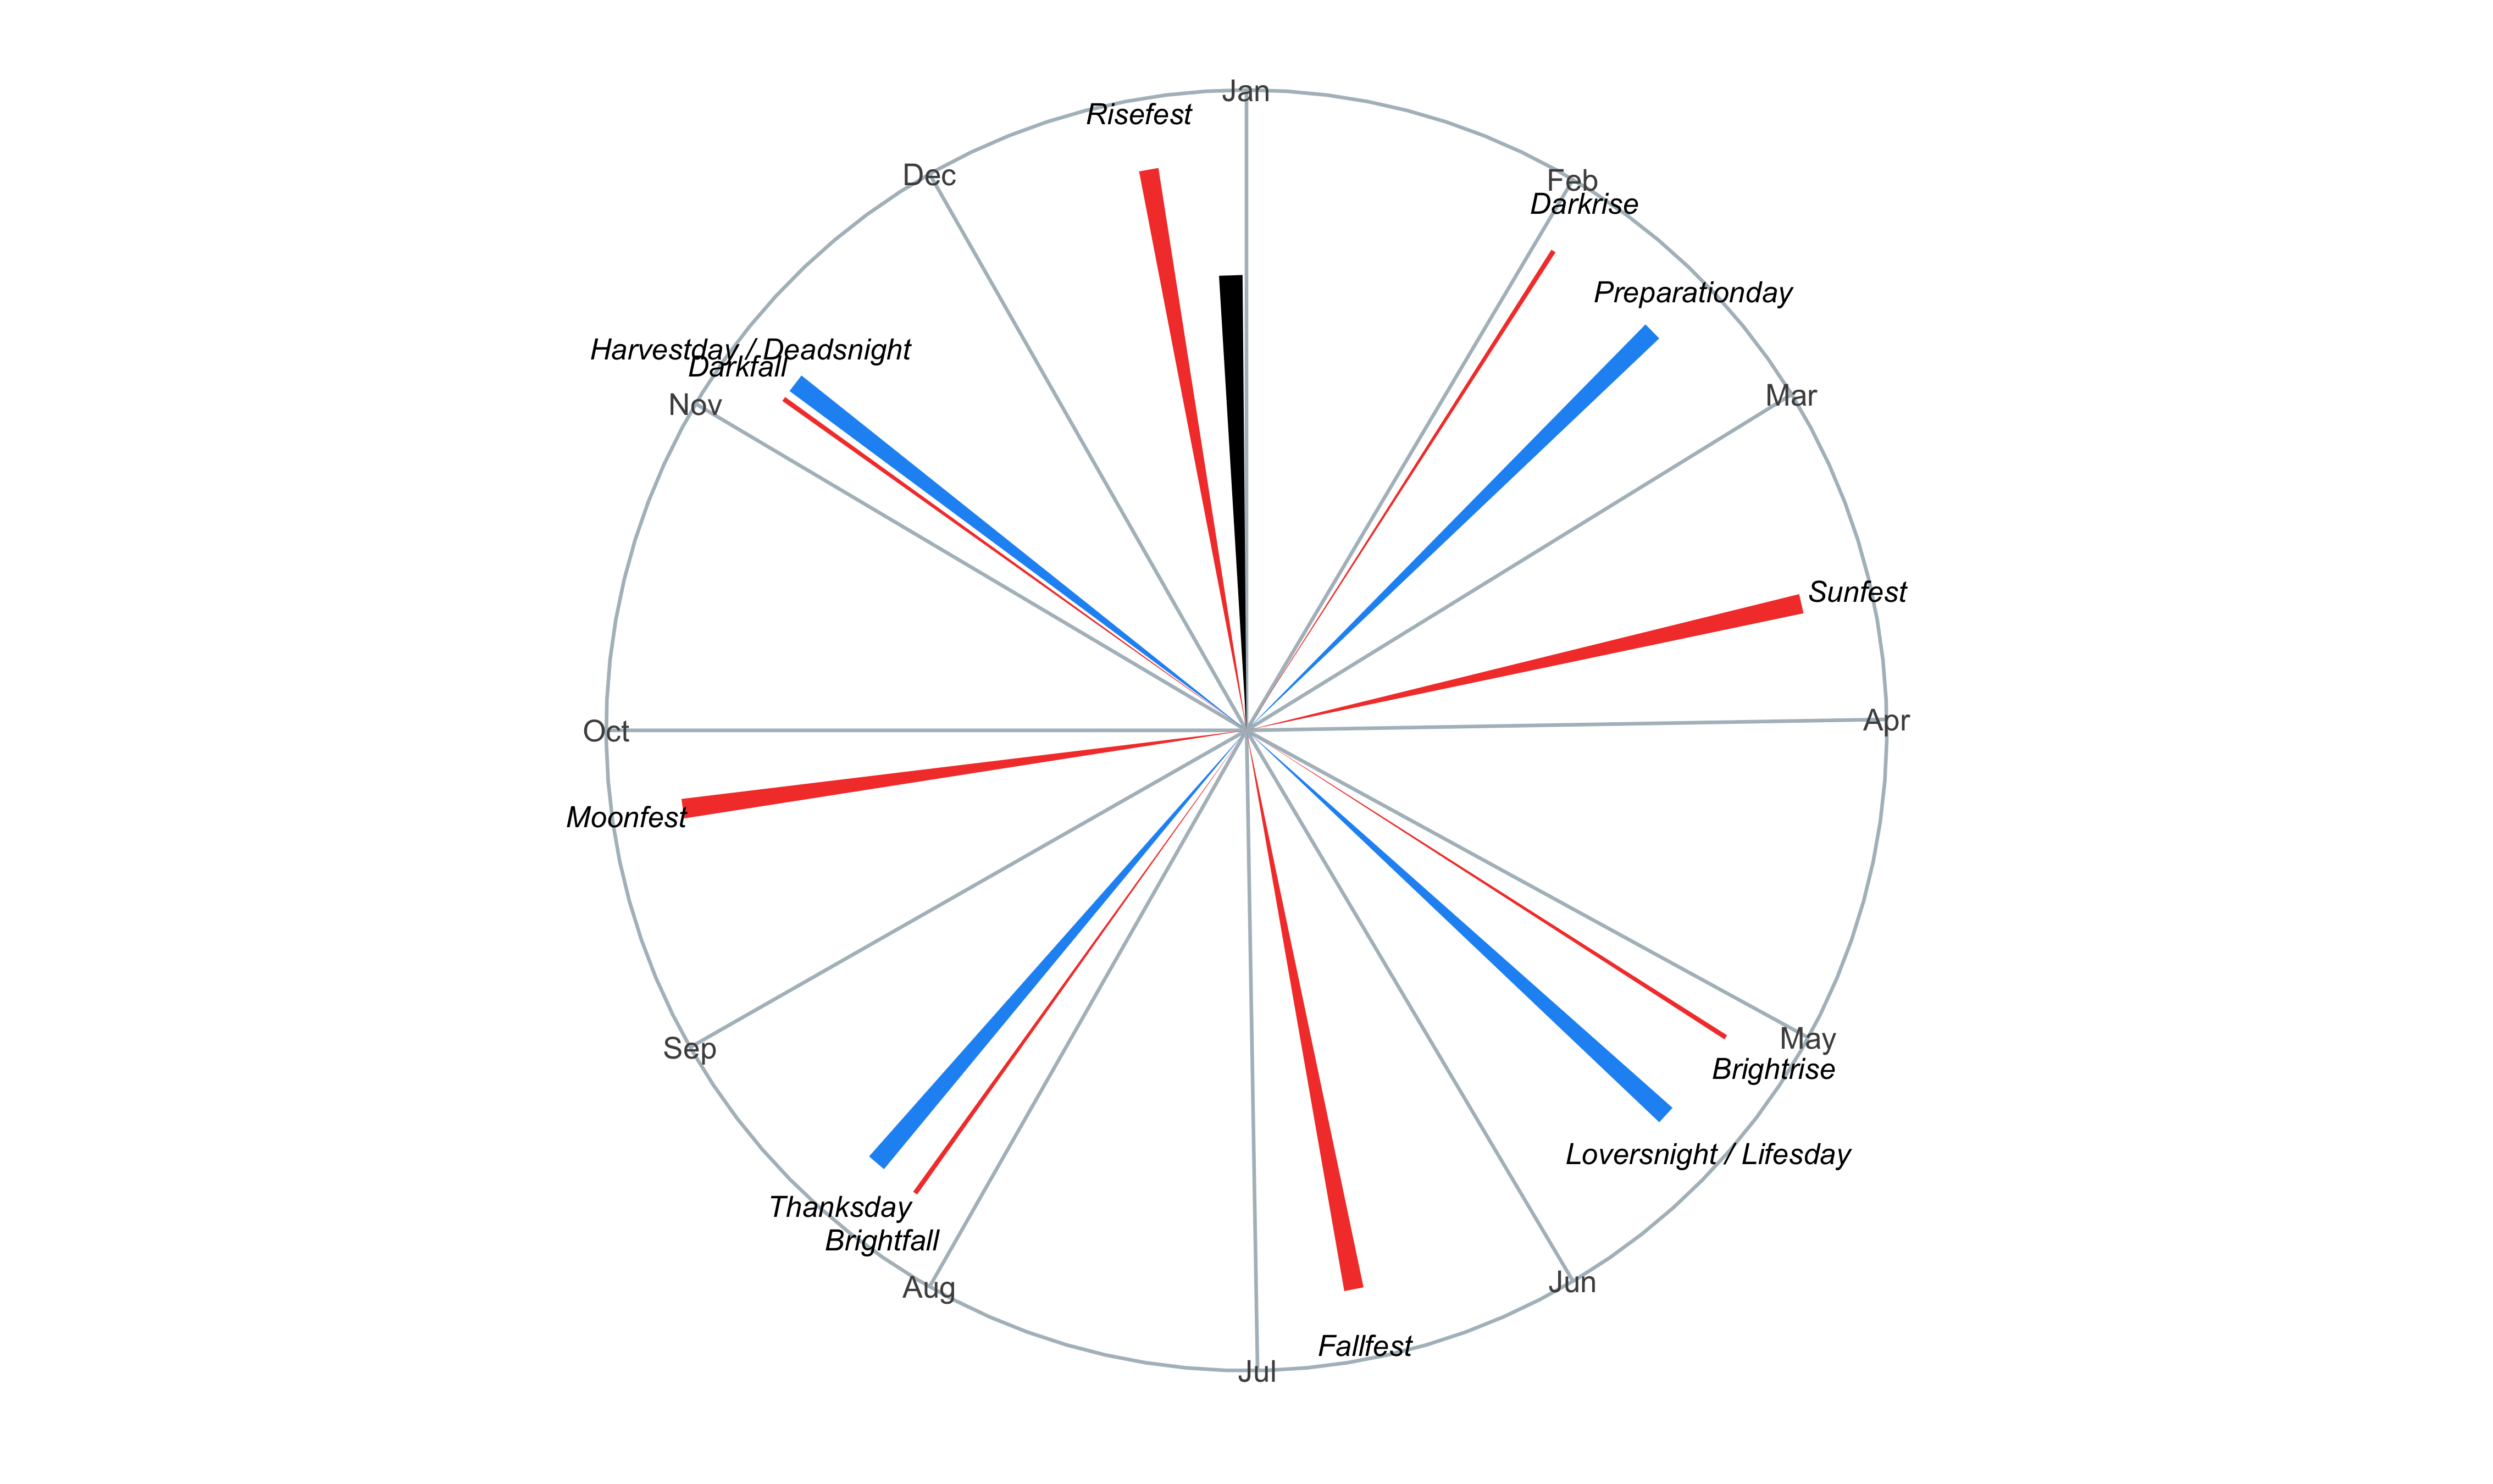 Jan
Risefest
Dec
Feb
Darkrise
Preparationday
Harvestday / Deadsnight
Darkfall
Nov
Mar
Sunfest
Oct
Apr
Moonfest
May
Sep
Brightrise
Loversnight / Lifesday
Thanksday
Brightfall
Aug
Jun
Fallfest
Jul